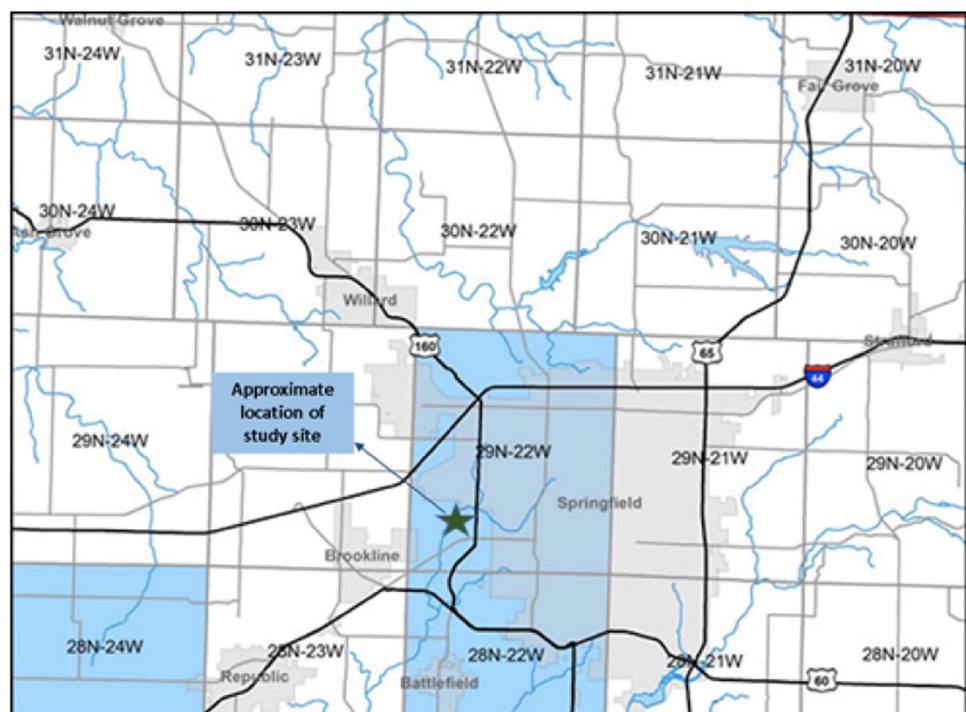 Walnut Grove
31N-24W
31N-23W
31N-22W
31N-21W
31N-20W
Fair Grove
30N-24W
Ash Grove
30N-23W
30N-22W
30N-21W
30N-20W
Willard
160
65
Strafford
44
Approximate
location of
study site
29N-24W
29N-22W
29N-21W
29N-20W
Springfield
Brookline
28N-24W
28N-23W
28N-22W
28N-21W
28N-20W
Republic
Battlefield
60